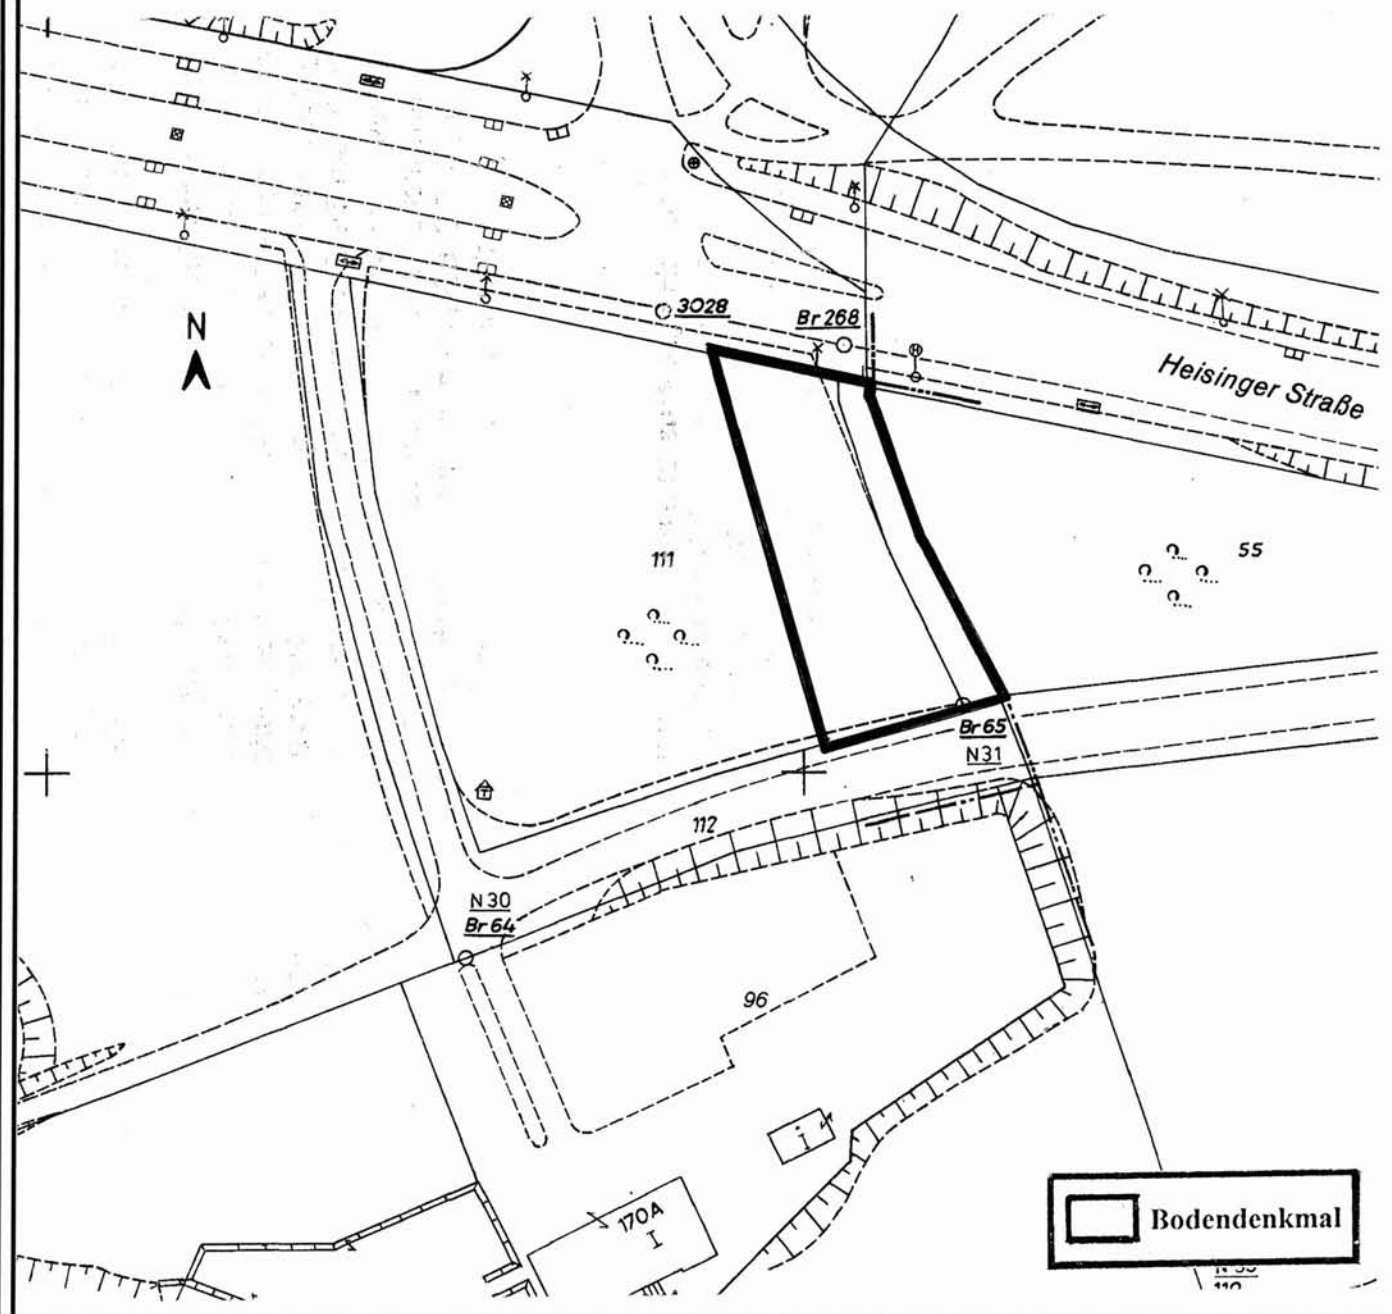 3028
Br 268
N
Heisinger Straße
H
111
55
Br 65
N31
112
N 30
Br 64
96
I
170A
I
Bodendenkmal